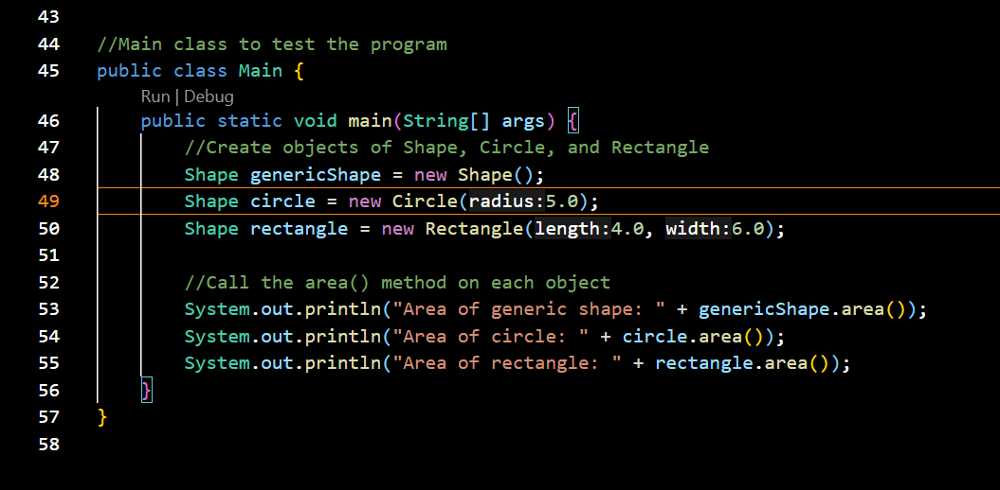 43
44 //Main class to test the program
45 public class Main {
Run | Debug
46 public static void main(String[] args) {
47 //Create objects of Shape, Circle, and Rectangle
48 Shape genericShape = new Shape();
49 Shape circle = new Circle(radius:5.0);
50 Shape rectangle = new Rectangle(length:4.0, width:6.0);
51
52 //Call the area() method on each object
53 System.out.println("Area of generic shape: " + genericShape.area());
54 System.out.println("Area of circle: " + circle.area());
55 System.out.println("Area of rectangle: " + rectangle.area());
56 }
57 }
58